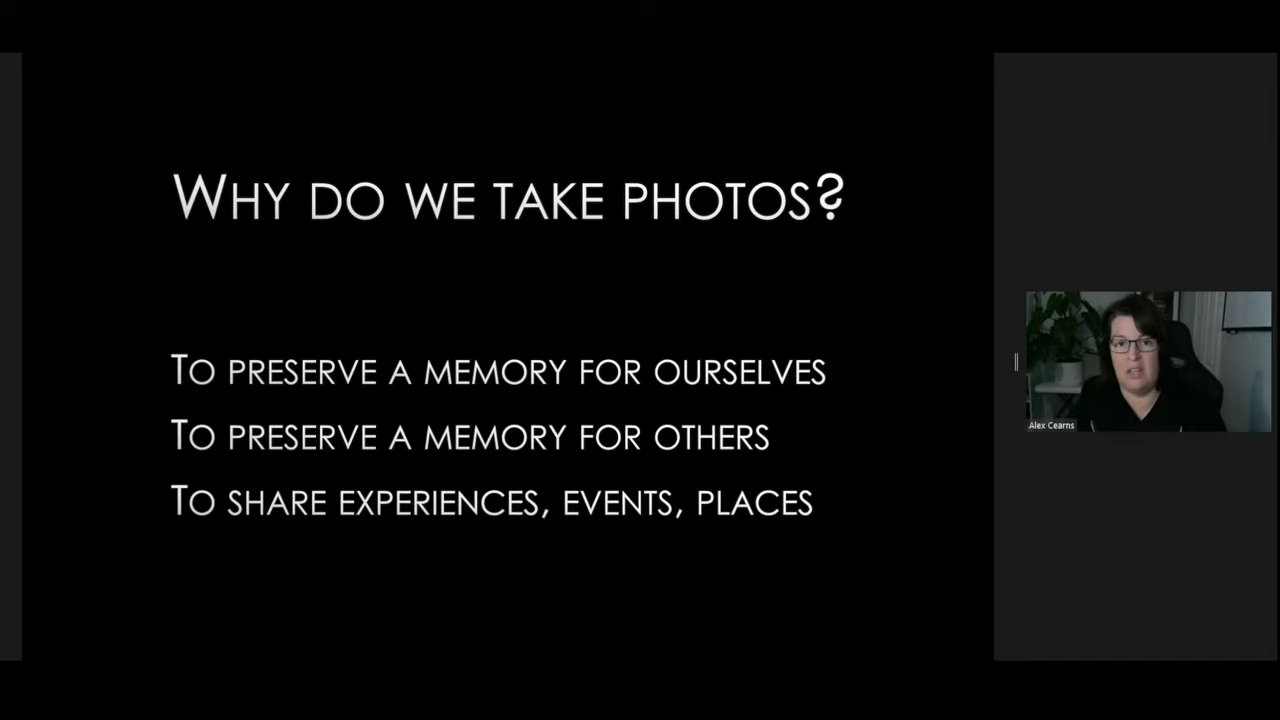 Why do we take photos?
To preserve a memory for ourselves
To preserve a memory for others
To share experiences, events, places
Alex Cearns